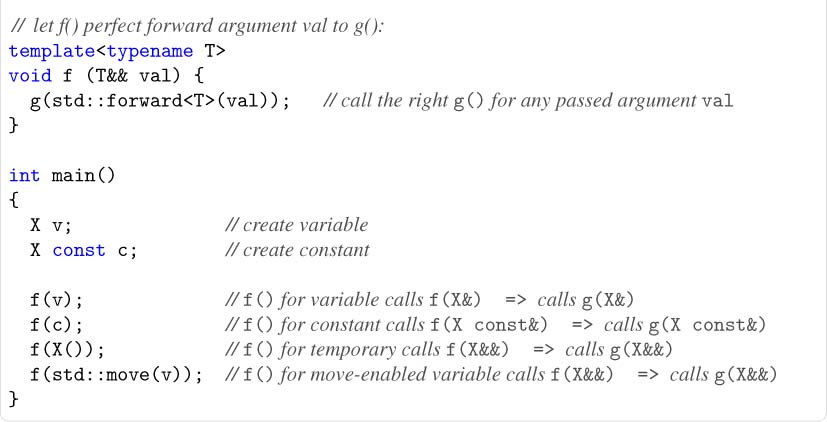 // let f() perfect forward argument val to g():
template<typename T>
void f (T&& val) {
  g(std::forward<T>(val));   // call the right g() for any passed argument val
}

int main()
{
  X v;              // create variable
  X const c;        // create constant

  f(v);             // f() for variable calls f(X&)  => calls g(X&)
  f(c);             // f() for constant calls f(X const&)  => calls g(X const&)
  f(X());           // f() for temporary calls f(X&&)  => calls g(X&&)
  f(std::move(v));  // f() for move-enabled variable calls f(X&&)  => calls g(X&&)
}